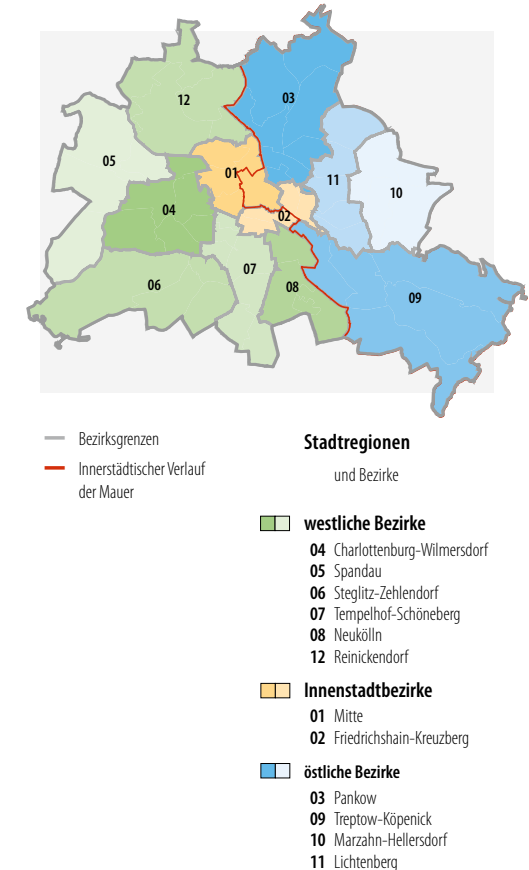 12
03
05
01
11
10
04
02
07
06
08
09
Bezirksgrenzen
Innerstädtischer Verlauf
der Mauer
Stadtregionen
und Bezirke
westliche Bezirke
04 Charlottenburg-Wilmersdorf
05 Spandau
06 Steglitz-Zehlendorf
07 Tempelhof-Schöneberg
08 Neukölln
12 Reinickendorf
Innenstadtbezirke
01 Mitte
02 Friedrichshain-Kreuzberg
östliche Bezirke
03 Pankow
09 Treptow-Köpenick
10 Marzahn-Hellersdorf
11 Lichtenberg